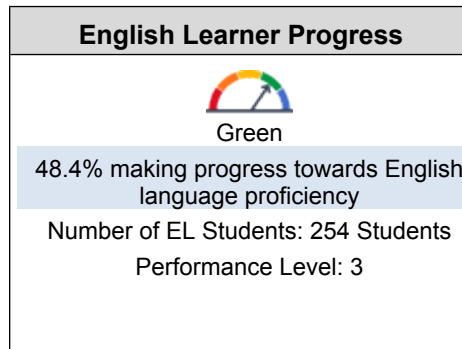 English Learner Progress
Green
48.4% making progress towards English
language proficiency
Number of EL Students: 254 Students
Performance Level: 3